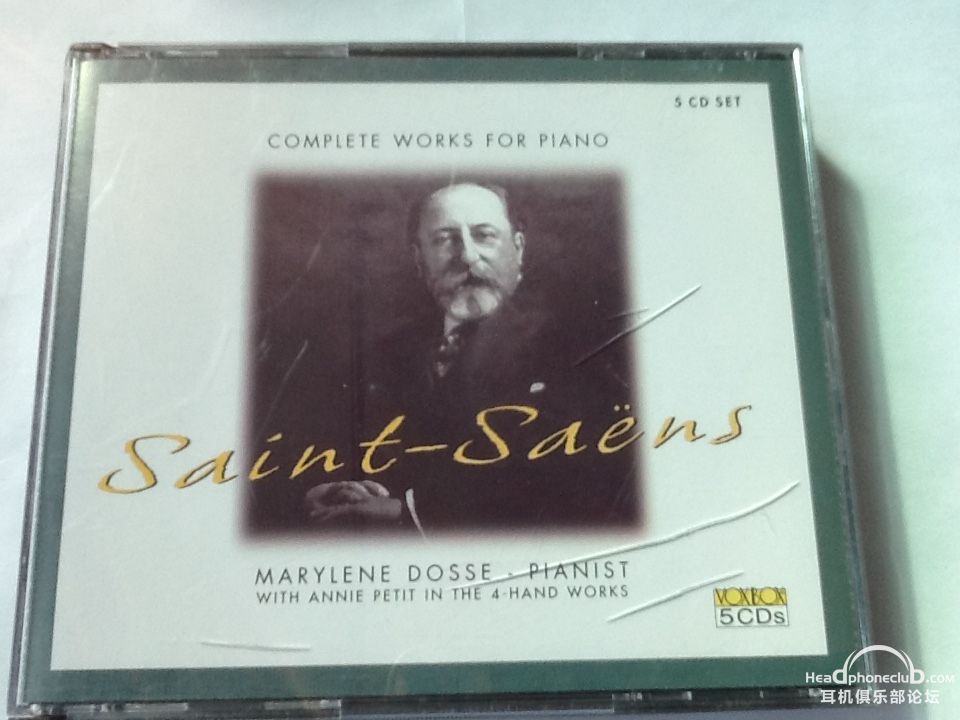 5 CD SET
COMPLETE WORKS FOR PIANO
Saint-Saëns
MARYLENE DOSSE - PIANIST
WITH ANNIE PETIT IN THE 4-HAND WORKS
VOXBOX
5CDs
HeadphoneclubD.com
耳机俱乐部论坛